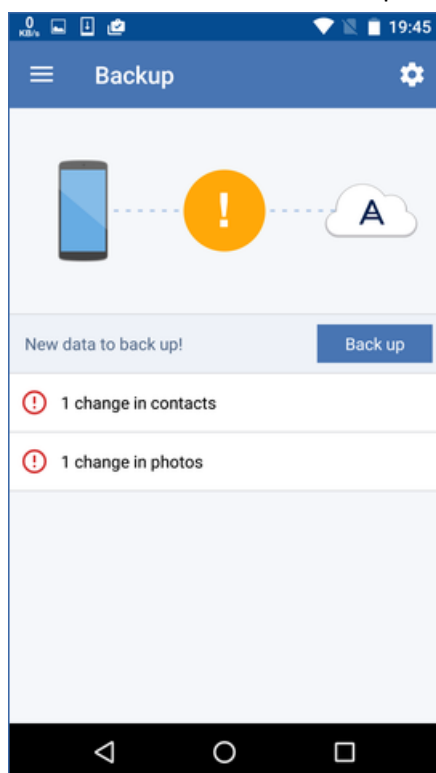 0
KB/s
19:45
Backup
!
A
New data to back up!
Back up
! 1 change in contacts
! 1 change in photos